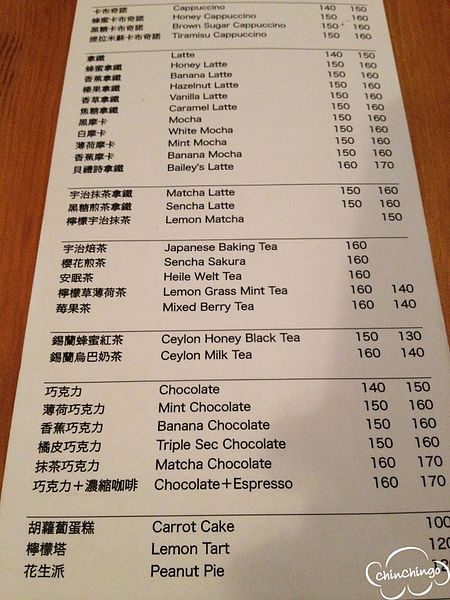 卡布奇諾 Cappuccino 140 150
蜂蜜卡布奇諾 Honey Cappuccino 150 160
黑糖卡布奇諾 Brown Sugar Cappuccino 150 160
提拉米蘇卡布奇諾 Tiramisu Cappuccino 150 160
拿鐵 Latte 140 150
蜂蜜拿鐵 Honey Latte 150 160
香蕉拿鐵 Banana Latte 150 160
榛果拿鐵 Hazelnut Latte 150 160
香草拿鐵 Vanilla Latte 150 160
焦糖拿鐵 Caramel Latte 150 160
黑摩卡 Mocha 150 160
白摩卡 White Mocha 150 160
薄荷摩卡 Mint Mocha 150 160
香蕉摩卡 Banana Mocha 150 160
貝禮詩拿鐵 Bailey's Latte 160 170
宇治抹茶拿鐵 Matcha Latte 150 160
黑糖煎茶拿鐵 Sencha Latte 150 160
檸檬宇治抹茶 Lemon Matcha 150
宇治焙茶 Japanese Baking Tea 160
櫻花煎茶 Sencha Sakura 160
安眠茶 Heile Welt Tea 160
檸檬草薄荷茶 Lemon Grass Mint Tea 160 140
莓果茶 Mixed Berry Tea 160 140
錫蘭蜂蜜紅茶 Ceylon Honey Black Tea 150 130
錫蘭烏巴奶茶 Ceylon Milk Tea 160 140
巧克力 Chocolate 140 150
薄荷巧克力 Mint Chocolate 150 160
香蕉巧克力 Banana Chocolate 150 160
橘皮巧克力 Triple Sec Chocolate 150 160
抹茶巧克力 Matcha Chocolate 160 170
巧克力＋濃縮咖啡 Chocolate＋Espresso 160 170
胡蘿蔔蛋糕 Carrot Cake 100
檸檬塔 Lemon Tart 120
花生派 Peanut Pie
chinchingo